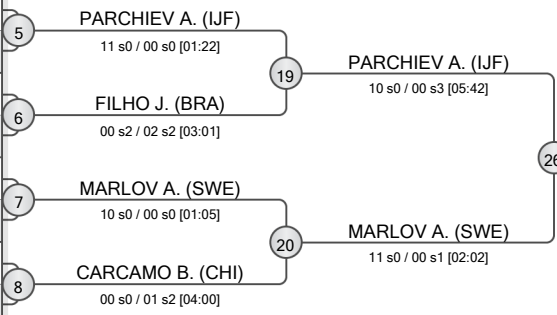 5
PARCHIEV A. (IJF)
11 s0 / 00 s0 [01:22]
19
PARCHIEV A. (IJF)
10 s0 / 00 s3 [05:42]
6
FILHO J. (BRA)
00 s2 / 02 s2 [03:01]
26
7
MARLOV A. (SWE)
10 s0 / 00 s0 [01:05]
20
MARLOV A. (SWE)
11 s0 / 00 s1 [02:02]
8
CARCAMO B. (CHI)
00 s0 / 01 s2 [04:00]